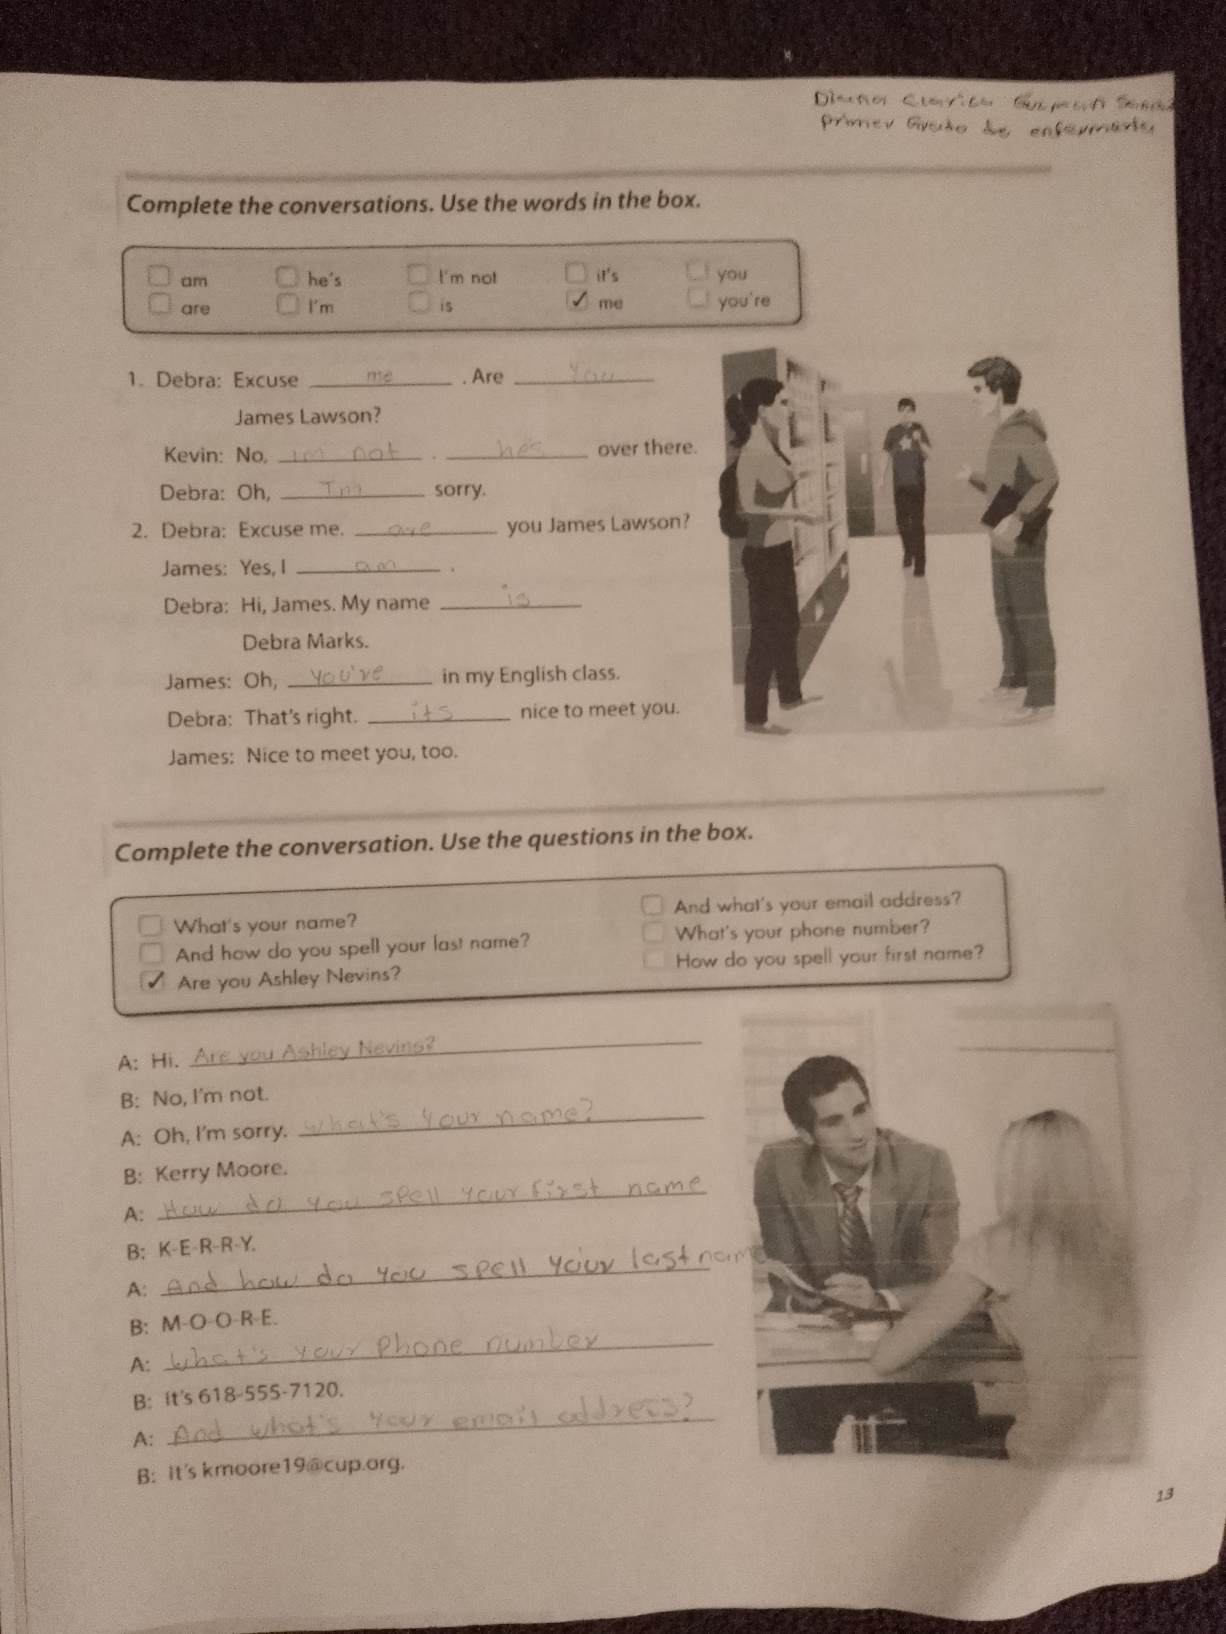 primer Grado de enfermería
Complete the conversations. Use the words in the box.
am he's I'm not it's you
are I'm is ✓ me you're
1. Debra: Excuse me . Are you
James Lawson?
Kevin: No, im not . he's over there.
Debra: Oh, Im sorry.
2. Debra: Excuse me. are you James Lawson?
James: Yes, I am .
Debra: Hi, James. My name is
Debra Marks.
James: Oh, you're in my English class.
Debra: That's right. its nice to meet you.
James: Nice to meet you, too.
Complete the conversation. Use the questions in the box.
What's your name? And what's your email address?
And how do you spell your last name? What's your phone number?
✓ Are you Ashley Nevins? How do you spell your first name?
A: Hi. Are you Ashley Nevins?
B: No, I'm not.
A: Oh, I'm sorry. What's your name?
B: Kerry Moore.
A: How do you spell your first name
B: K-E-R-R-Y.
A: And how do you spell your last name
B: M-O-O-R-E.
A: What's your phone number
B: It's 618-555-7120.
A: And what's your email address?
B: It's kmoore19@cup.org.
13